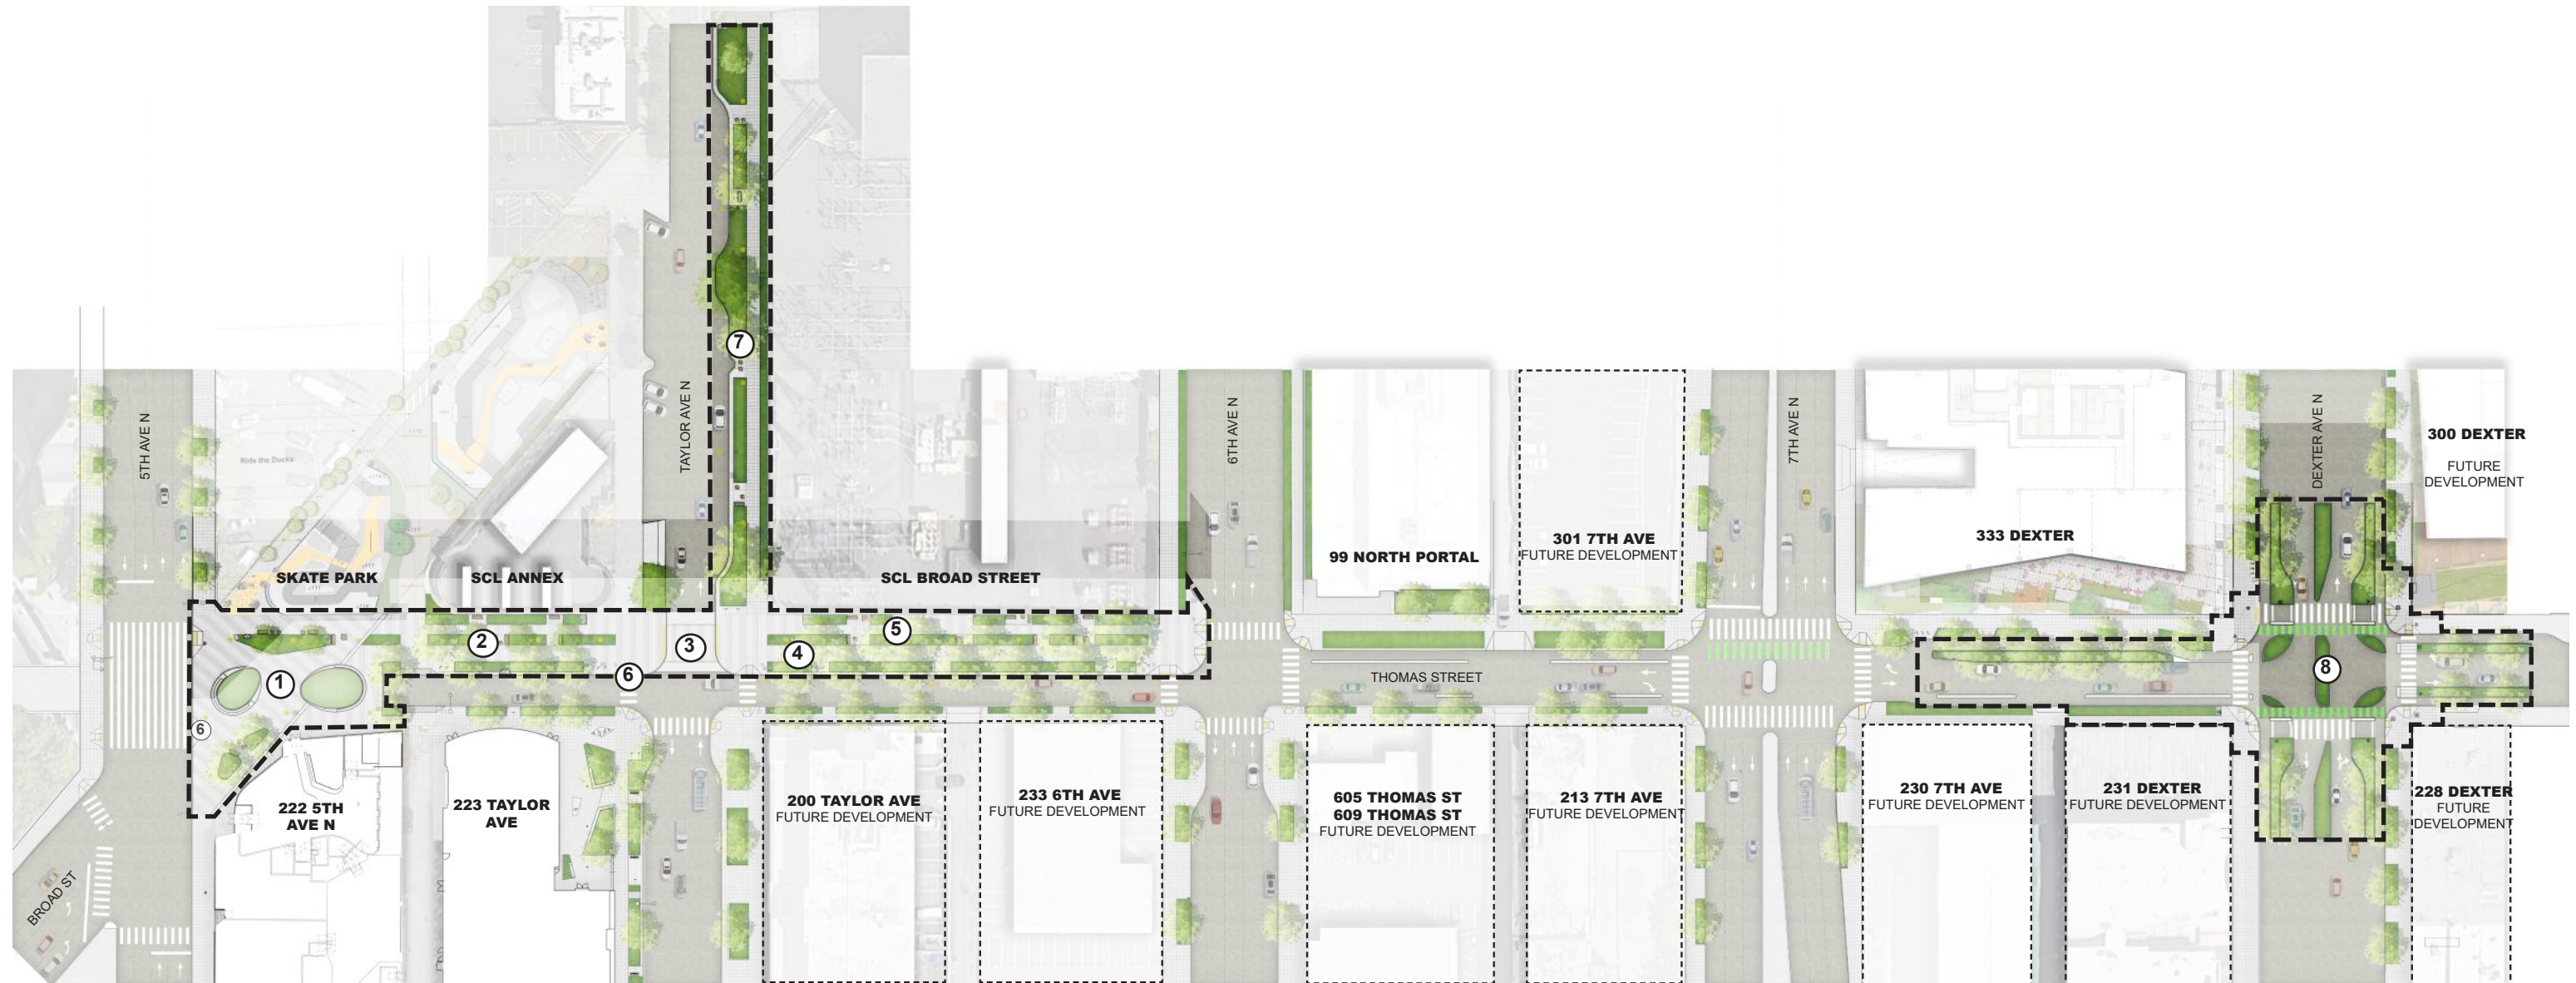 7
5TH AVE N
TAYLOR AVE N
6TH AVE N
7TH AVE N
DEXTER AVE N
300 DEXTER
FUTURE
DEVELOPMENT
Ride the Ducks
301 7TH AVE
FUTURE DEVELOPMENT
333 DEXTER
99 NORTH PORTAL
SKATE PARK
SCL ANNEX
SCL BROAD STREET
5
2
3
4
6
1
THOMAS STREET
8
6
222 5TH
AVE N
223 TAYLOR
AVE
200 TAYLOR AVE
FUTURE DEVELOPMENT
233 6TH AVE
FUTURE DEVELOPMENT
605 THOMAS ST
609 THOMAS ST
FUTURE DEVELOPMENT
213 7TH AVE
FUTURE DEVELOPMENT
230 7TH AVE
FUTURE DEVELOPMENT
231 DEXTER
FUTURE DEVELOPMENT
228 DEXTER
FUTURE
DEVELOPMENT
BROAD ST